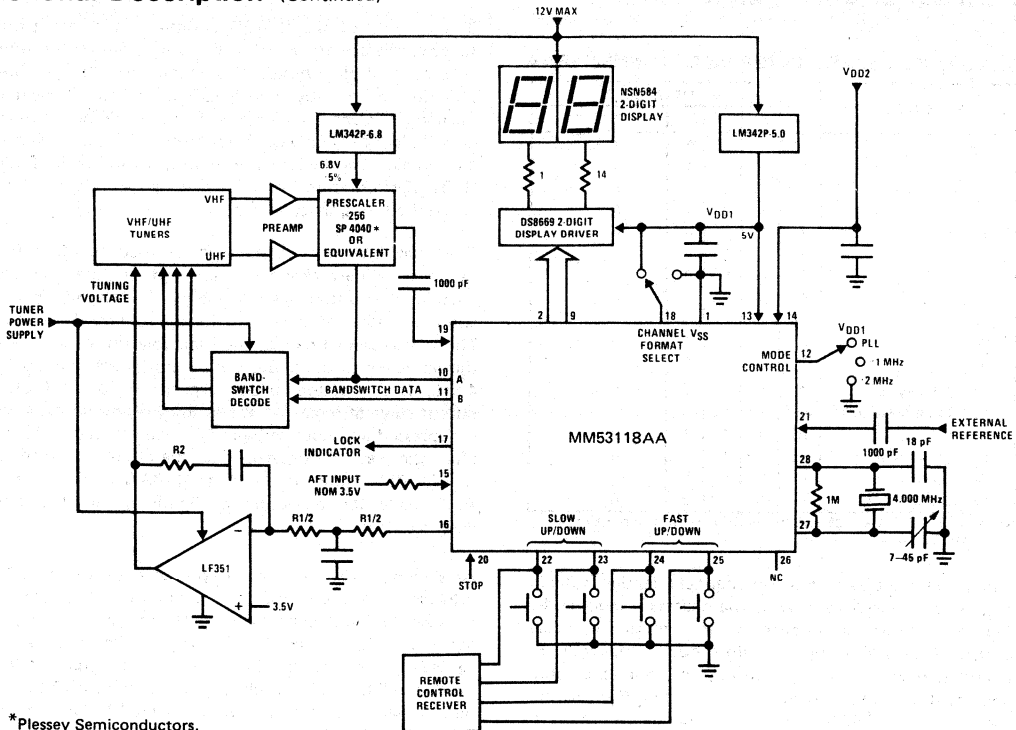 Description (Continued)
12V MAX
NSN584
2-DIGIT
DISPLAY
VDD2
LM342P-6.8
LM342P-5.0
6.8V
5%
1
14
VHF
UHF
VHF/UHF
TUNERS
PREAMP
PRESCALER
256
SP 4040 *
OR
EQUIVALENT
DS8669 2-DIGIT
DISPLAY DRIVER
VDD1
5V
1000 pF
TUNING
VOLTAGE
TUNER
POWER
SUPPLY
2
9
18
1
13
14
CHANNEL
FORMAT
SELECT
VSS
MODE
CONTROL
12
VDD1
PLL
1 MHz
2 MHz
19
BAND-
SWITCH
DECODE
BANDSWITCH DATA
10
A
11
B
MM53118AA
21
1000 pF
EXTERNAL
REFERENCE
LOCK
INDICATOR
17
AFT INPUT
NOM 3.5V
15
28
18 pF
1M
4.000 MHz
27
7-45 pF
R2
R1/2
R1/2
16
LF351
-
+
3.5V
SLOW
UP/DOWN
FAST
UP/DOWN
20
STOP
22
23
24
25
26
NC
REMOTE
CONTROL
RECEIVER
*Plessey Semiconductors.